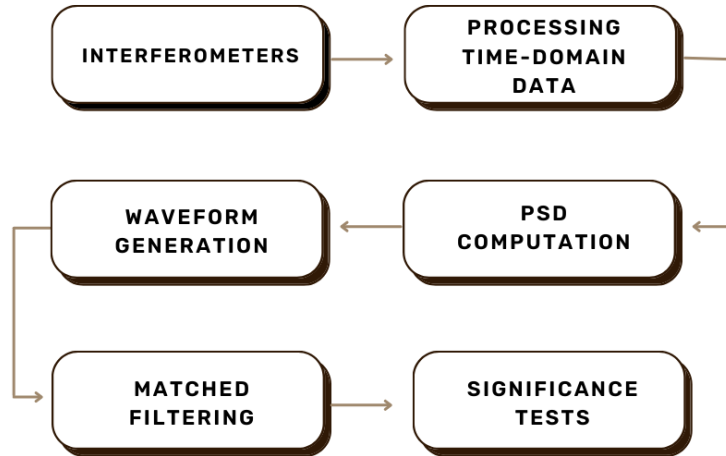 INTERFEROMETERS
PROCESSING
TIME-DOMAIN
DATA
WAVEFORM
GENERATION
PSD
COMPUTATION
MATCHED
FILTERING
SIGNIFICANCE
TESTS